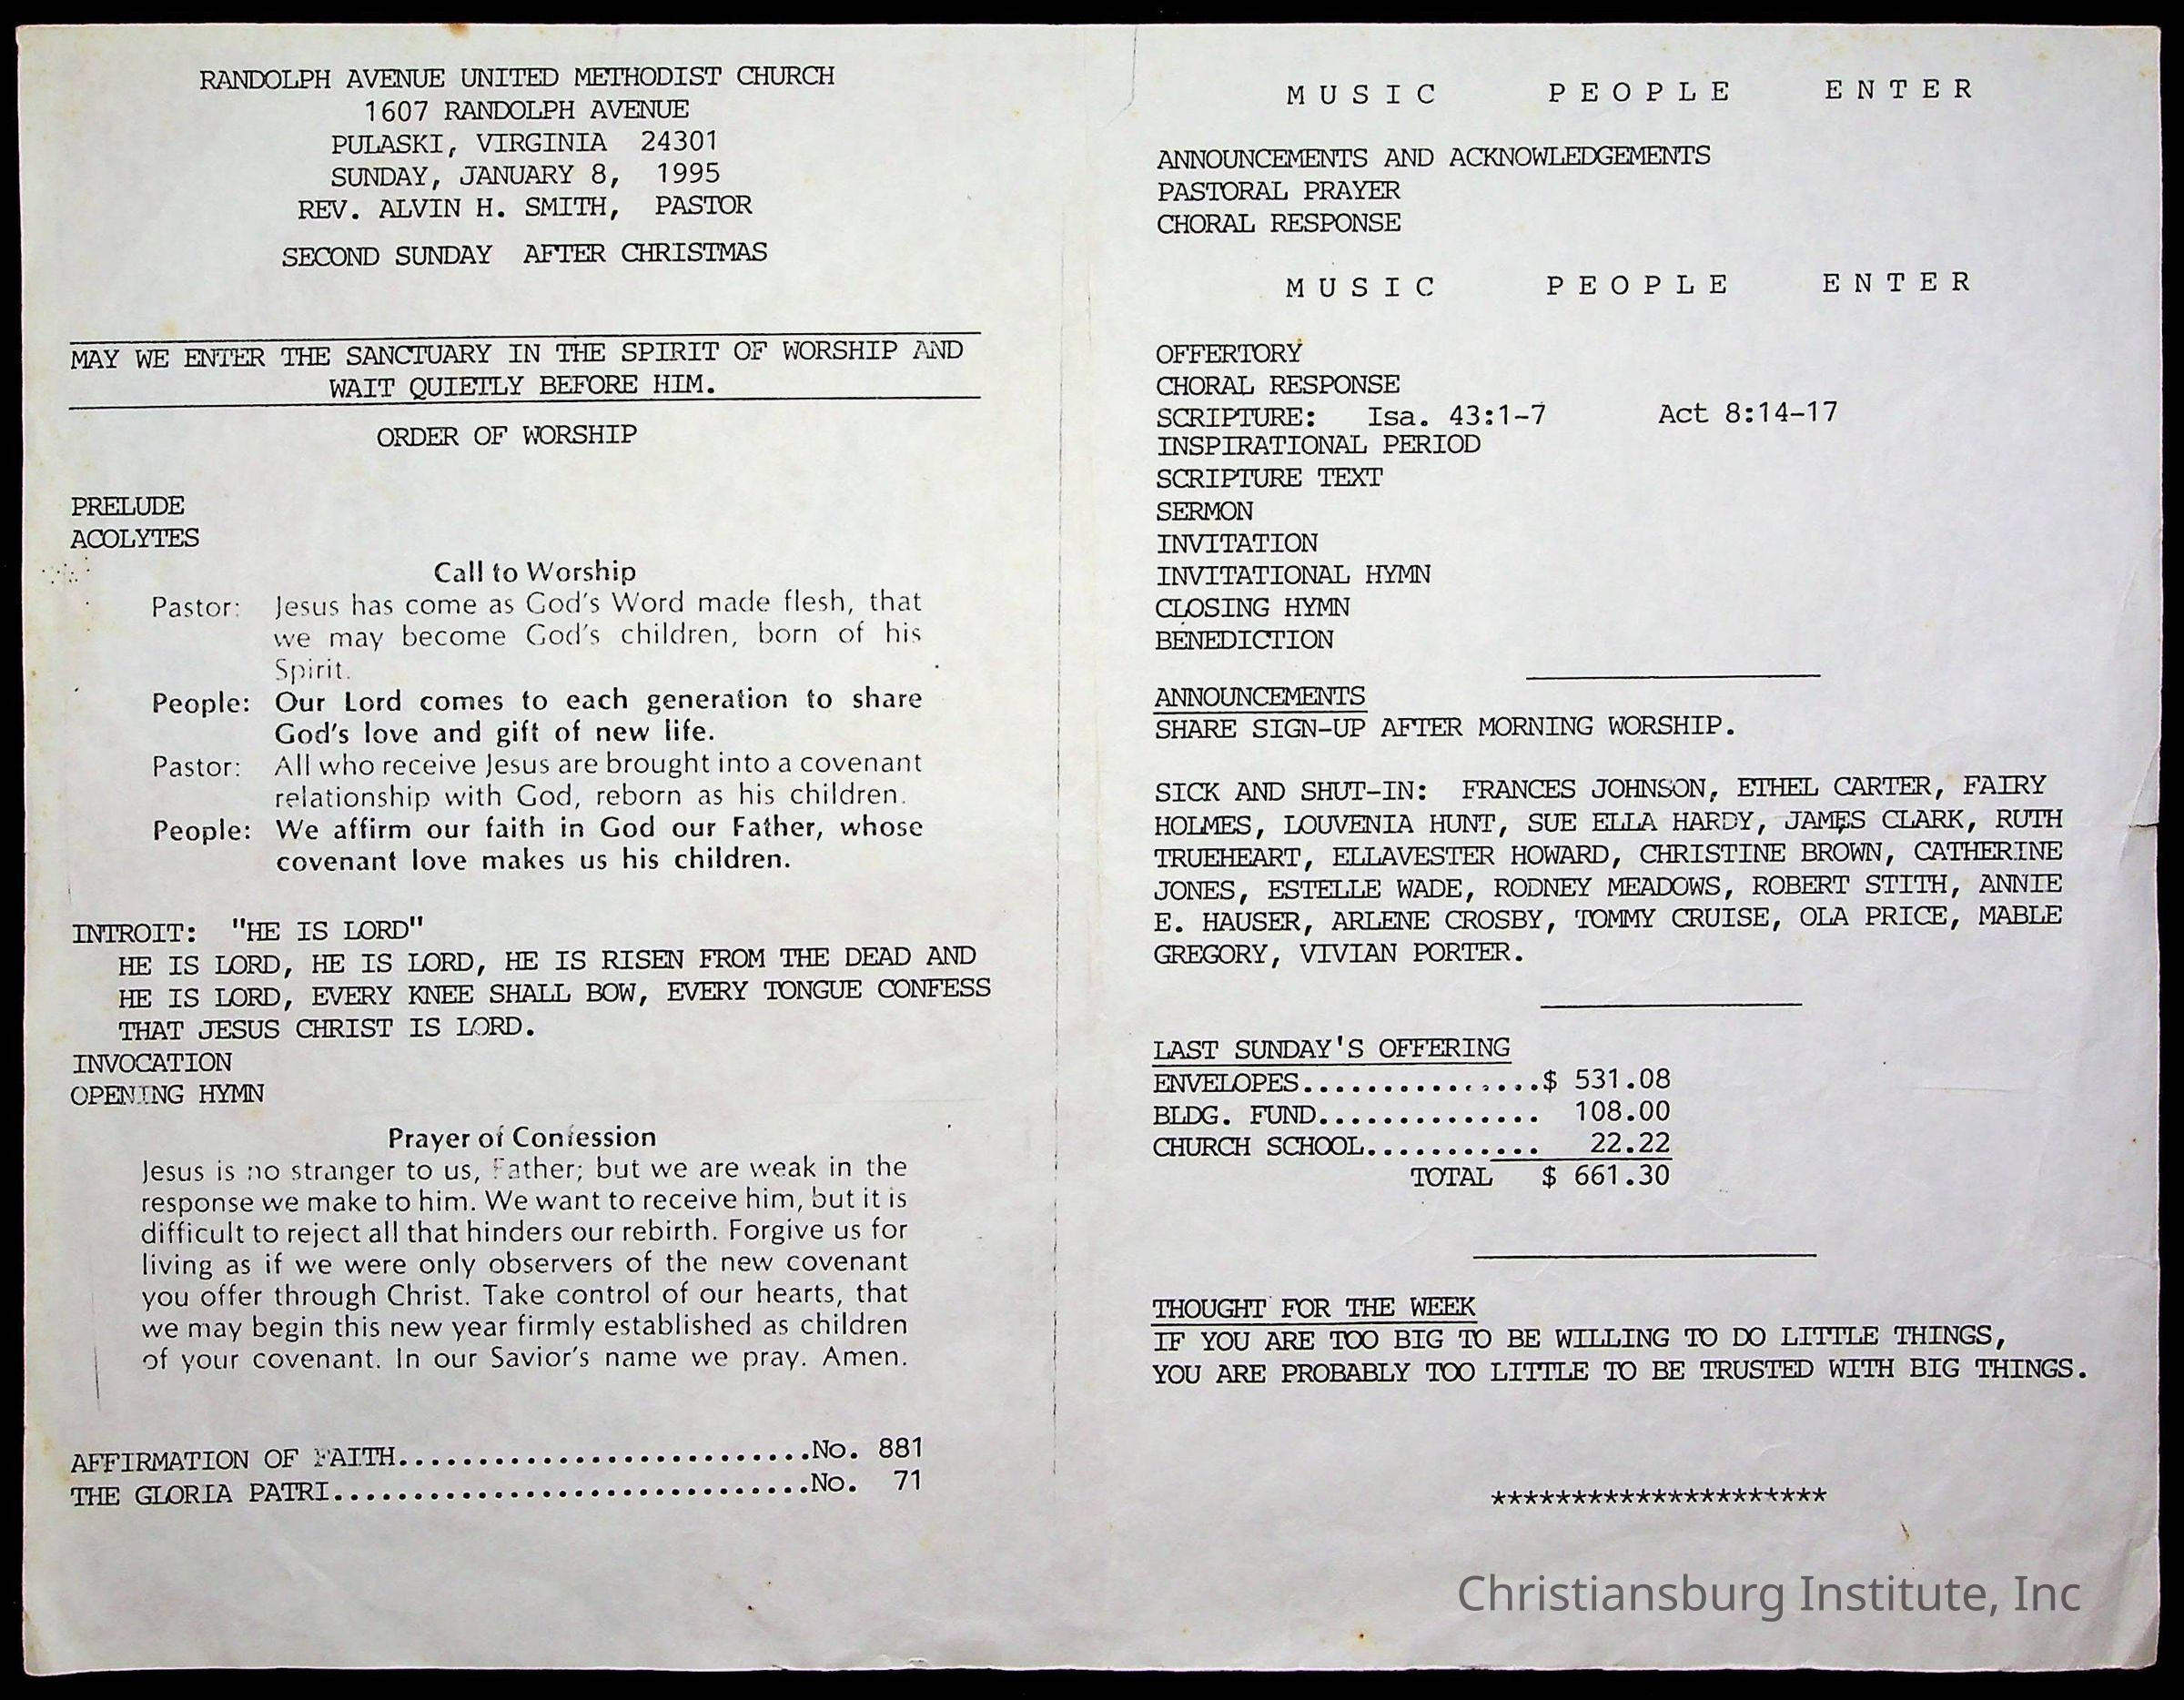 RANDOLPH AVENUE UNITED METHODIST CHURCH
1607 RANDOLPH AVENUE
PULASKI, VIRGINIA 24301
SUNDAY, JANUARY 8, 1995
REV. ALVIN H. SMITH, PASTOR
SECOND SUNDAY AFTER CHRISTMAS
MAY WE ENTER THE SANCTUARY IN THE SPIRIT OF WORSHIP AND
WAIT QUIETLY BEFORE HIM.
ORDER OF WORSHIP
PRELUDE
ACOLYTES
Call to Worship
Pastor: Jesus has come as God's Word made flesh, that
we may become God's children, born of his
Spirit.
People: Our Lord comes to each generation to share
God's love and gift of new life.
Pastor: All who receive Jesus are brought into a covenant
relationship with God, reborn as his children.
People: We affirm our faith in God our Father, whose
covenant love makes us his children.
INTROIT: "HE IS LORD"
HE IS LORD, HE IS LORD, HE IS RISEN FROM THE DEAD AND
HE IS LORD, EVERY KNEE SHALL BOW, EVERY TONGUE CONFESS
THAT JESUS CHRIST IS LORD.
INVOCATION
OPENING HYMN
Prayer of Confession
Jesus is no stranger to us, Father; but we are weak in the
response we make to him. We want to receive him, but it is
difficult to reject all that hinders our rebirth. Forgive us for
living as if we were only observers of the new covenant
you offer through Christ. Take control of our hearts, that
we may begin this new year firmly established as children
of your covenant. In our Savior's name we pray. Amen.
AFFIRMATION OF FAITH..........................No. 881
THE GLORIA PATRI..............................No. 71
MUSIC PEOPLE ENTER
ANNOUNCEMENTS AND ACKNOWLEDGEMENTS
PASTORAL PRAYER
CHORAL RESPONSE
MUSIC PEOPLE ENTER
OFFERTORY
CHORAL RESPONSE
SCRIPTURE: Isa. 43:1-7 Act 8:14-17
INSPIRATIONAL PERIOD
SCRIPTURE TEXT
SERMON
INVITATION
INVITATIONAL HYMN
CLOSING HYMN
BENEDICTION
ANNOUNCEMENTS
SHARE SIGN-UP AFTER MORNING WORSHIP.
SICK AND SHUT-IN: FRANCES JOHNSON, ETHEL CARTER, FAIRY
HOLMES, LOUVENIA HUNT, SUE ELLA HARDY, JAMES CLARK, RUTH
TRUEHEART, ELLAVESTER HOWARD, CHRISTINE BROWN, CATHERINE
JONES, ESTELLE WADE, RODNEY MEADOWS, ROBERT STITH, ANNIE
E. HAUSER, ARLENE CROSBY, TOMMY CRUISE, OLA PRICE, MABLE
GREGORY, VIVIAN PORTER.
LAST SUNDAY'S OFFERING
ENVELOPES...............$ 531.08
BLDG. FUND.............. 108.00
CHURCH SCHOOL........... 22.22
TOTAL $ 661.30
THOUGHT FOR THE WEEK
IF YOU ARE TOO BIG TO BE WILLING TO DO LITTLE THINGS,
YOU ARE PROBABLY TOO LITTLE TO BE TRUSTED WITH BIG THINGS.
*********************
Christiansburg Institute, Inc